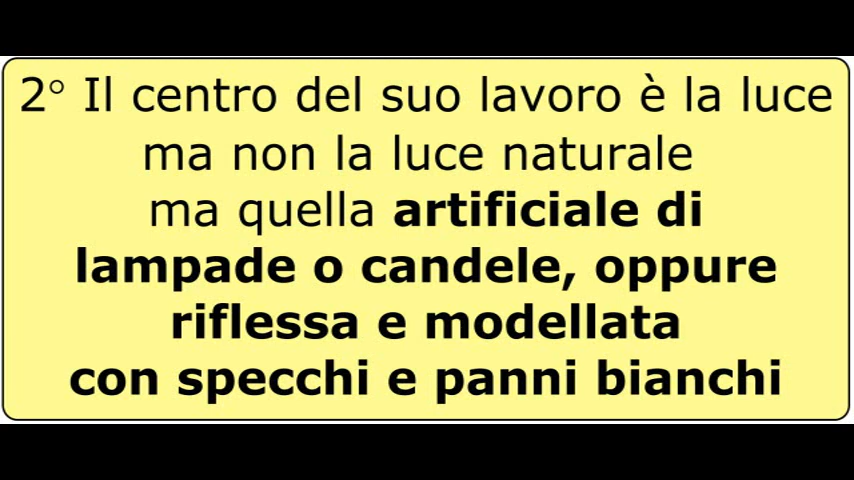 2° Il centro del suo lavoro è la luce
ma non la luce naturale
ma quella artificiale di
lampade o candele, oppure
riflessa e modellata
con specchi e panni bianchi